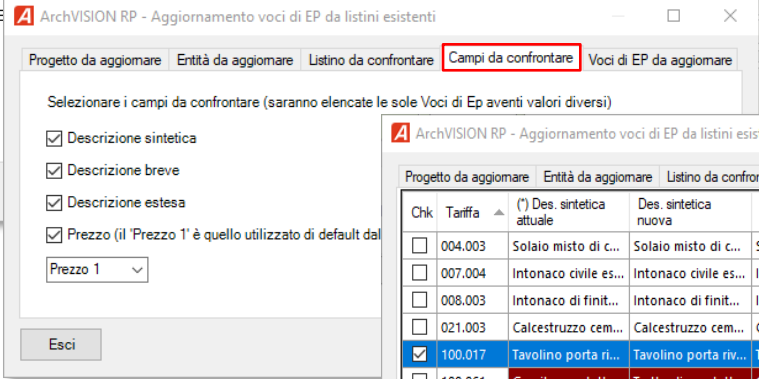 ArchVISION RP - Aggiornamento voci di EP da listini esistenti
Progetto da aggiornare Entità da aggiornare Listino da confrontare Campi da confrontare Voci di EP da aggiornare
Selezionare i campi da confrontare (saranno elencate le sole Voci di Ep aventi valori diversi)
Descrizione sintetica
Descrizione breve
Descrizione estesa
Prezzo (il 'Prezzo 1' è quello utilizzato di default dal
Prezzo 1
Esci
ArchVISION RP - Aggiornamento voci di EP da listini esis
Progetto da aggiornare Entità da aggiornare Listino da confron
Chk Tariffa (*) Des. sintetica attuale Des. sintetica nuova
004.003 Solaio misto di c... Solaio misto di c...
007.004 Intonaco civile es... Intonaco civile es...
008.003 Intonaco di finit... Intonaco di finit...
021.003 Calcestruzzo cem... Calcestruzzo cem...
100.017 Tavolino porta ri... Tavolino porta riv...